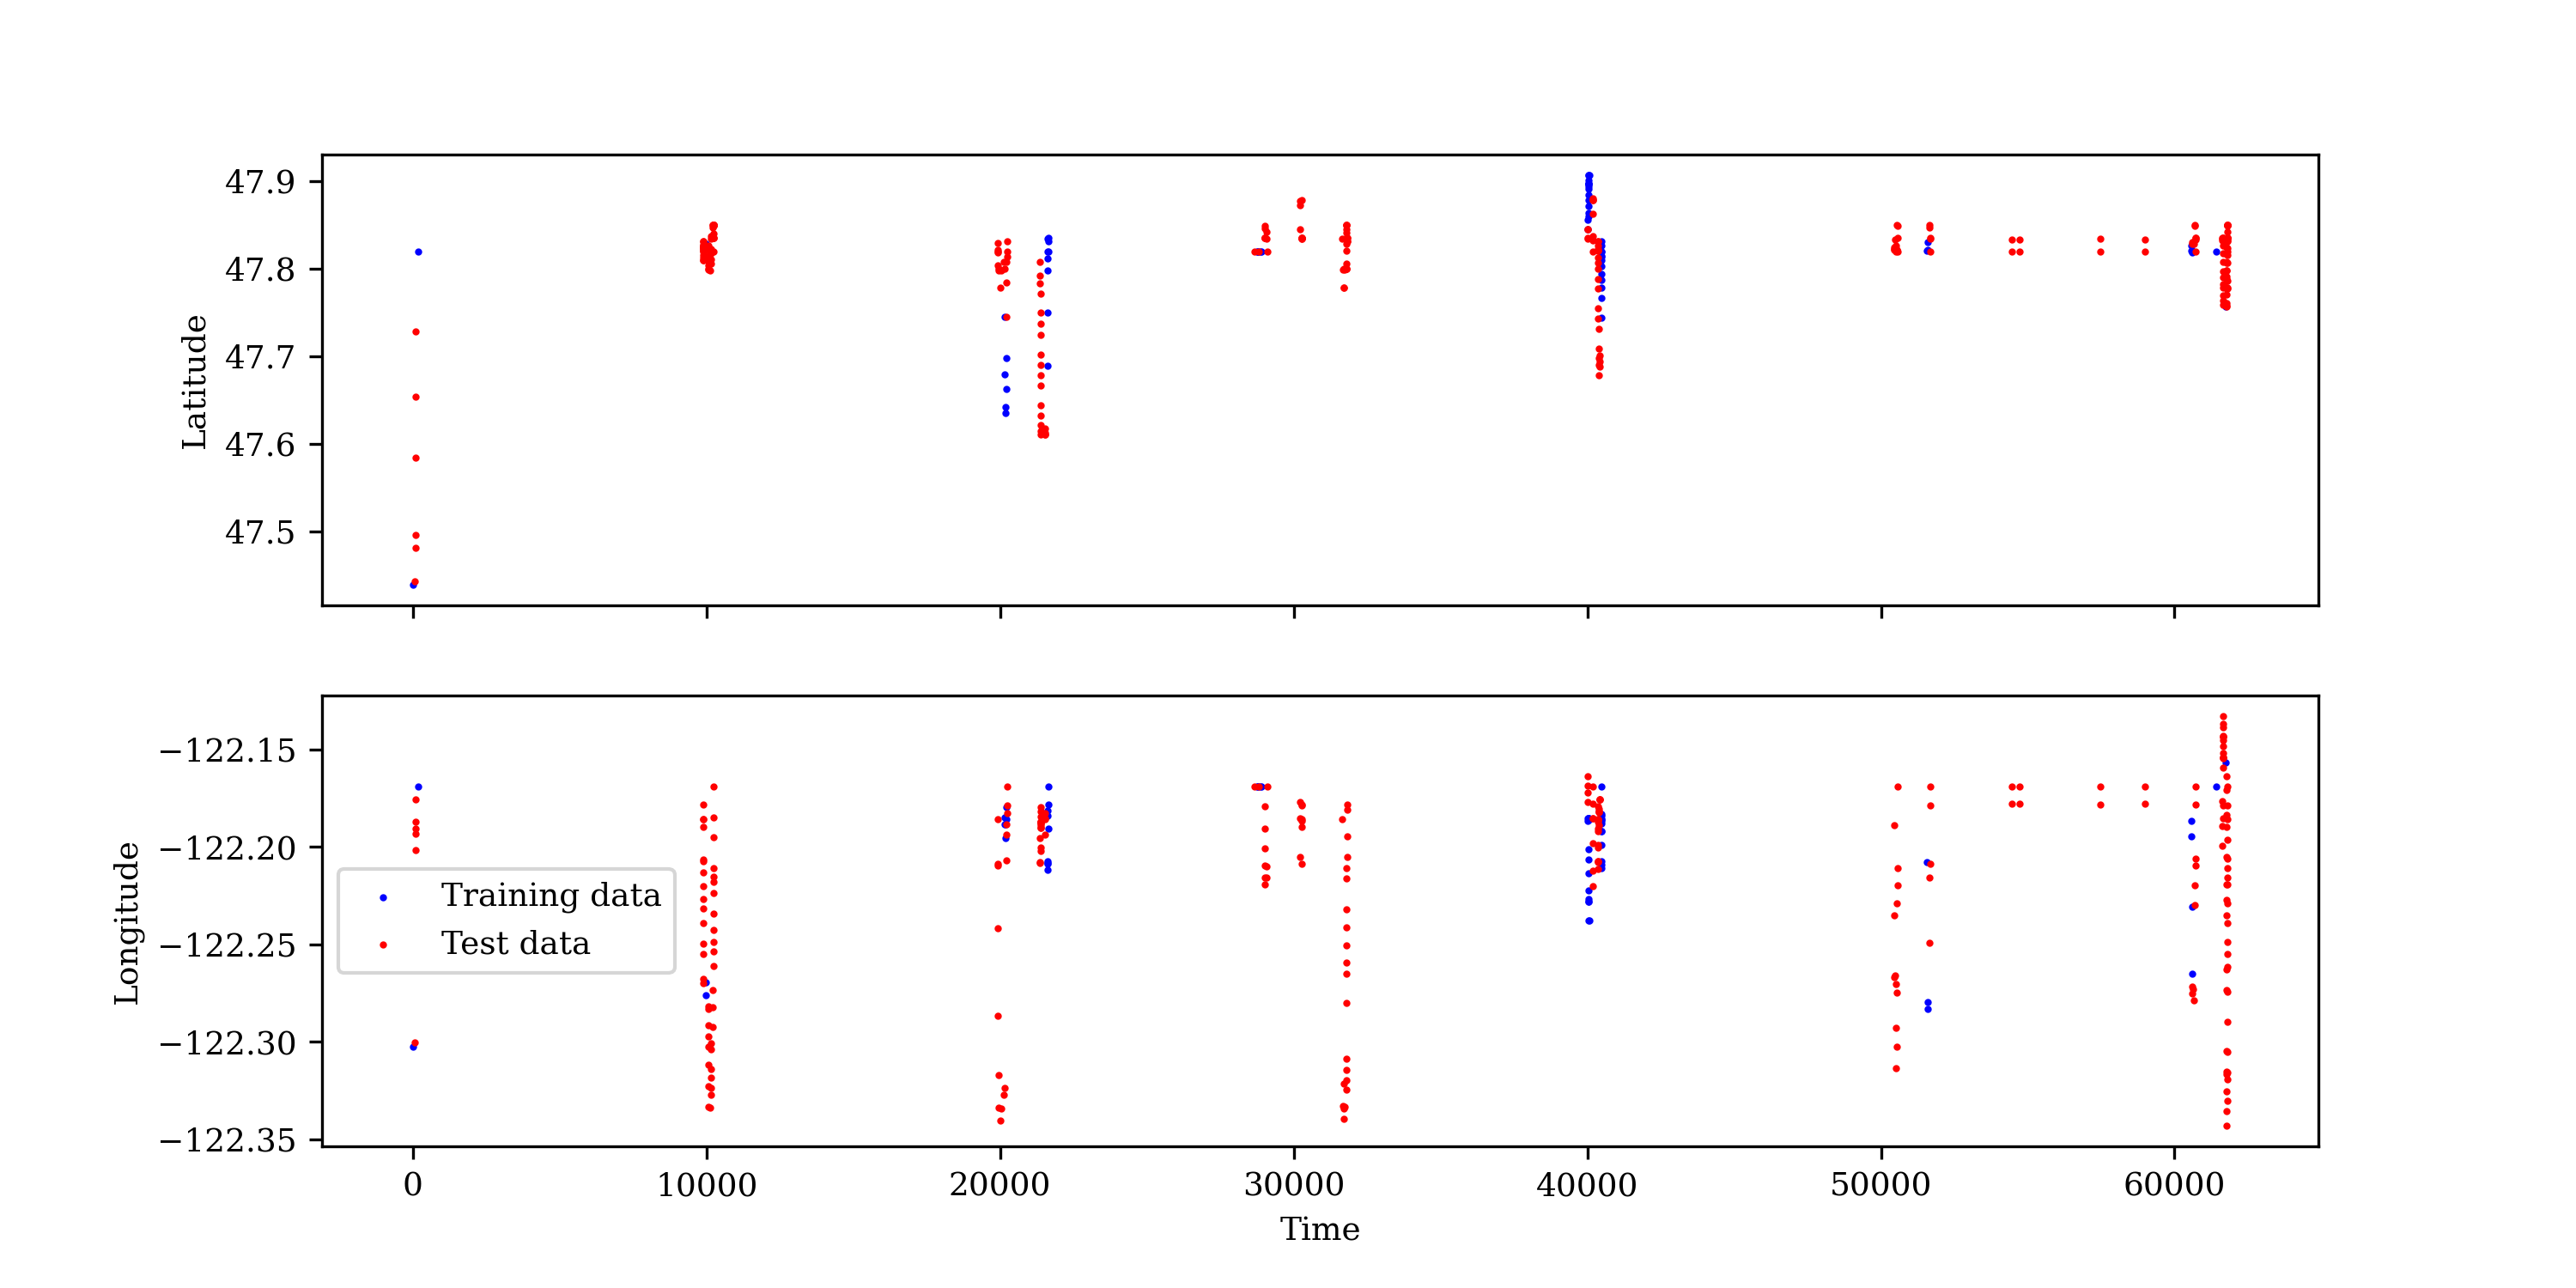 47.9
47.8
47.7
47.6
47.5
Latitude
−122.15
−122.20
−122.25
−122.30
−122.35
Longitude
Training data
Test data
0 10000 20000 30000 40000 50000 60000
Time